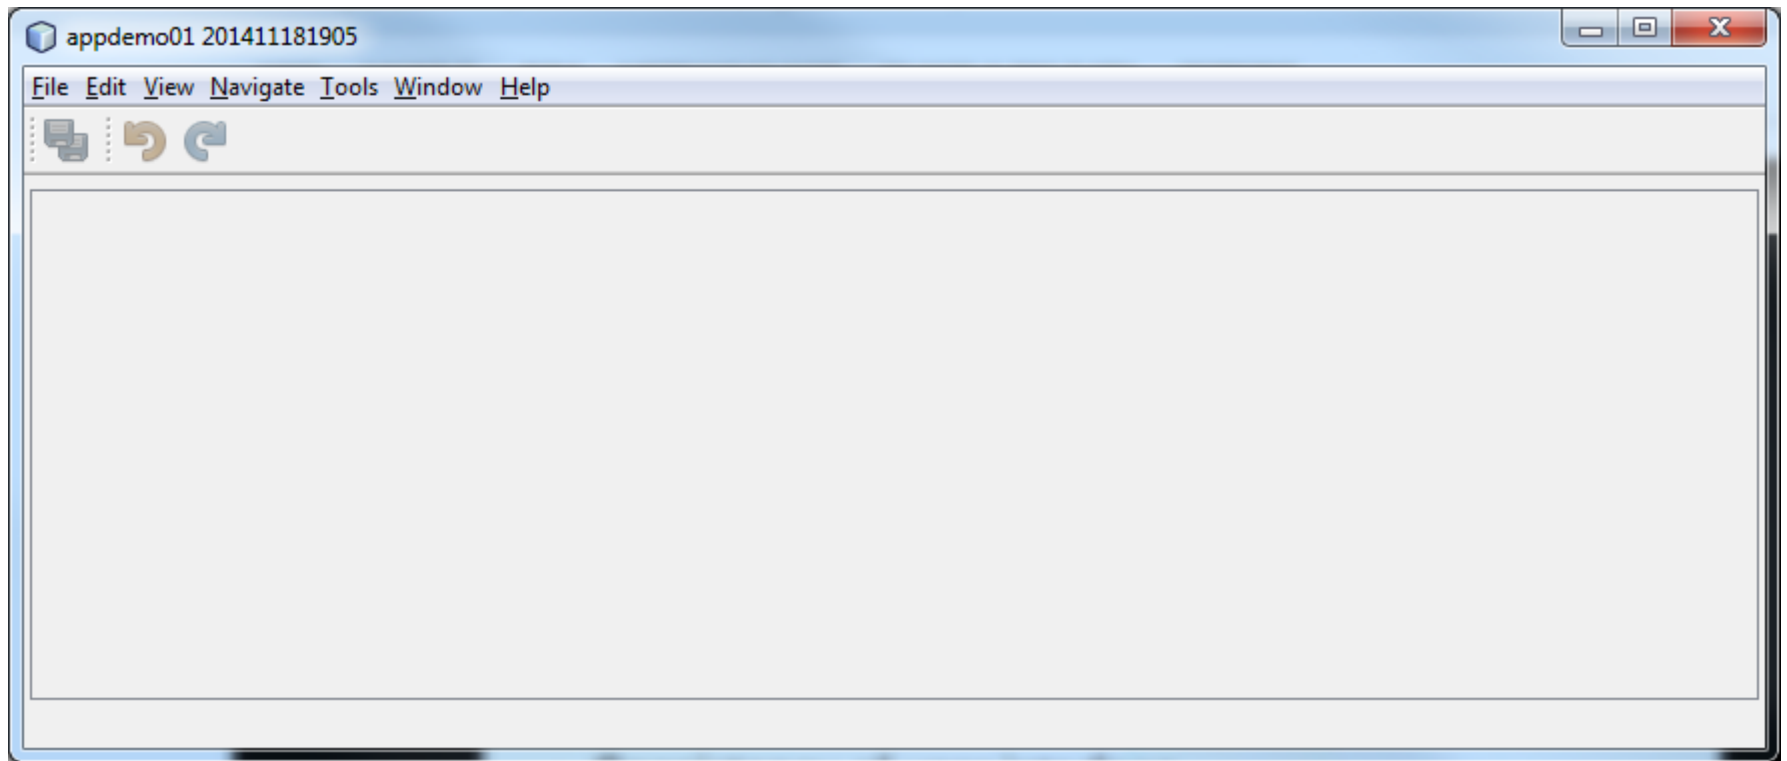 appdemo01 201411181905
File Edit View Navigate Tools Window Help